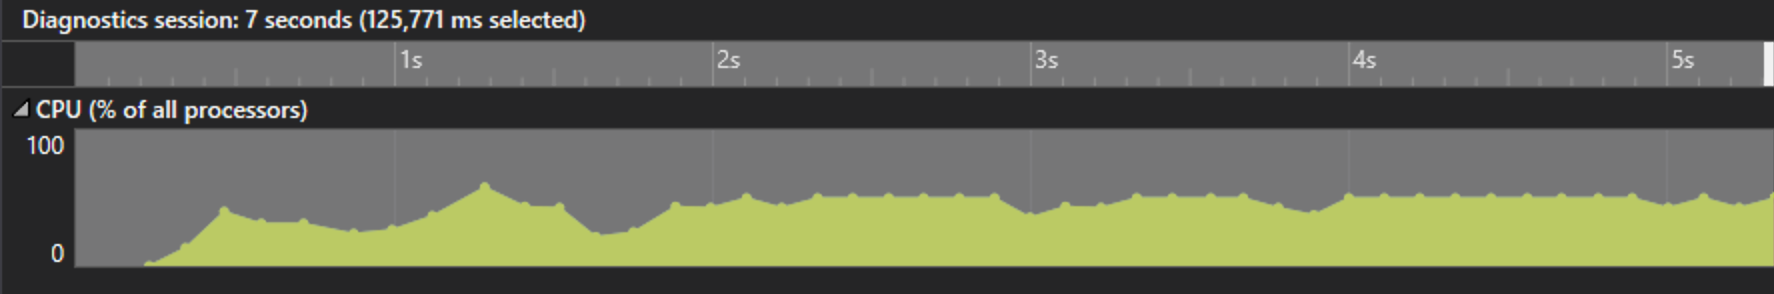 Diagnostics session: 7 seconds (125,771 ms selected)
1s 2s 3s 4s 5s
CPU (% of all processors)
100
0